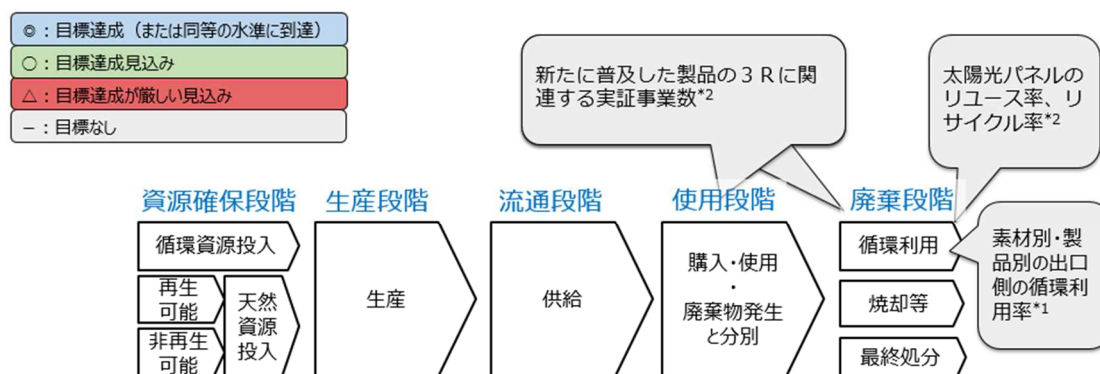 ◎：目標達成（または同等の水準に到達）
○：目標達成見込み
△：目標達成が厳しい見込み
－：目標なし
新たに普及した製品の３Ｒに関
連する実証事業数*2
太陽光パネルの
リユース率、リ
サイクル率*2
資源確保段階
生産段階
流通段階
使用段階
廃棄段階
循環資源投入
再生
可能
非再生
可能
天然
資源
投入
生産
供給
購入・使用
・
廃棄物発生
と分別
循環利用
焼却等
最終処分
素材別・製
品別の出口
側の循環利
用率*1